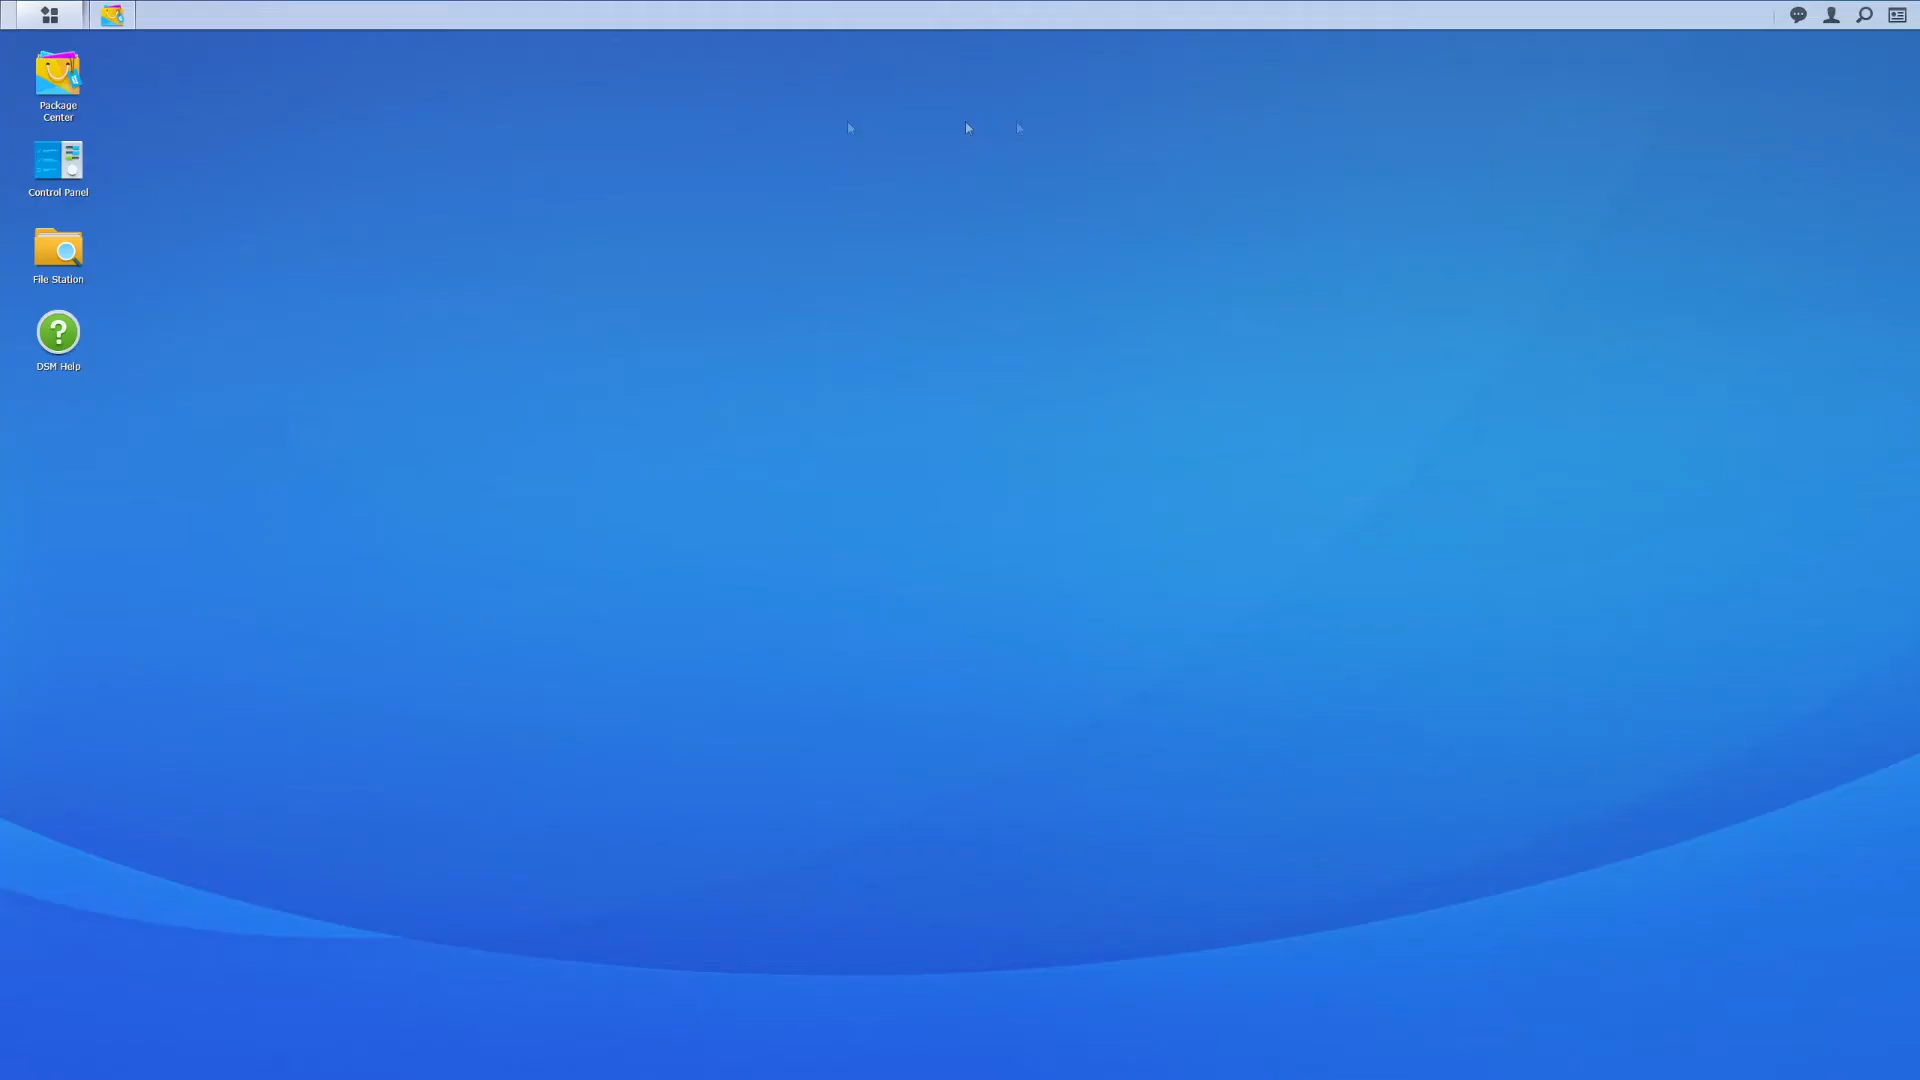 Package
Center
Control Panel
File Station
DSM Help